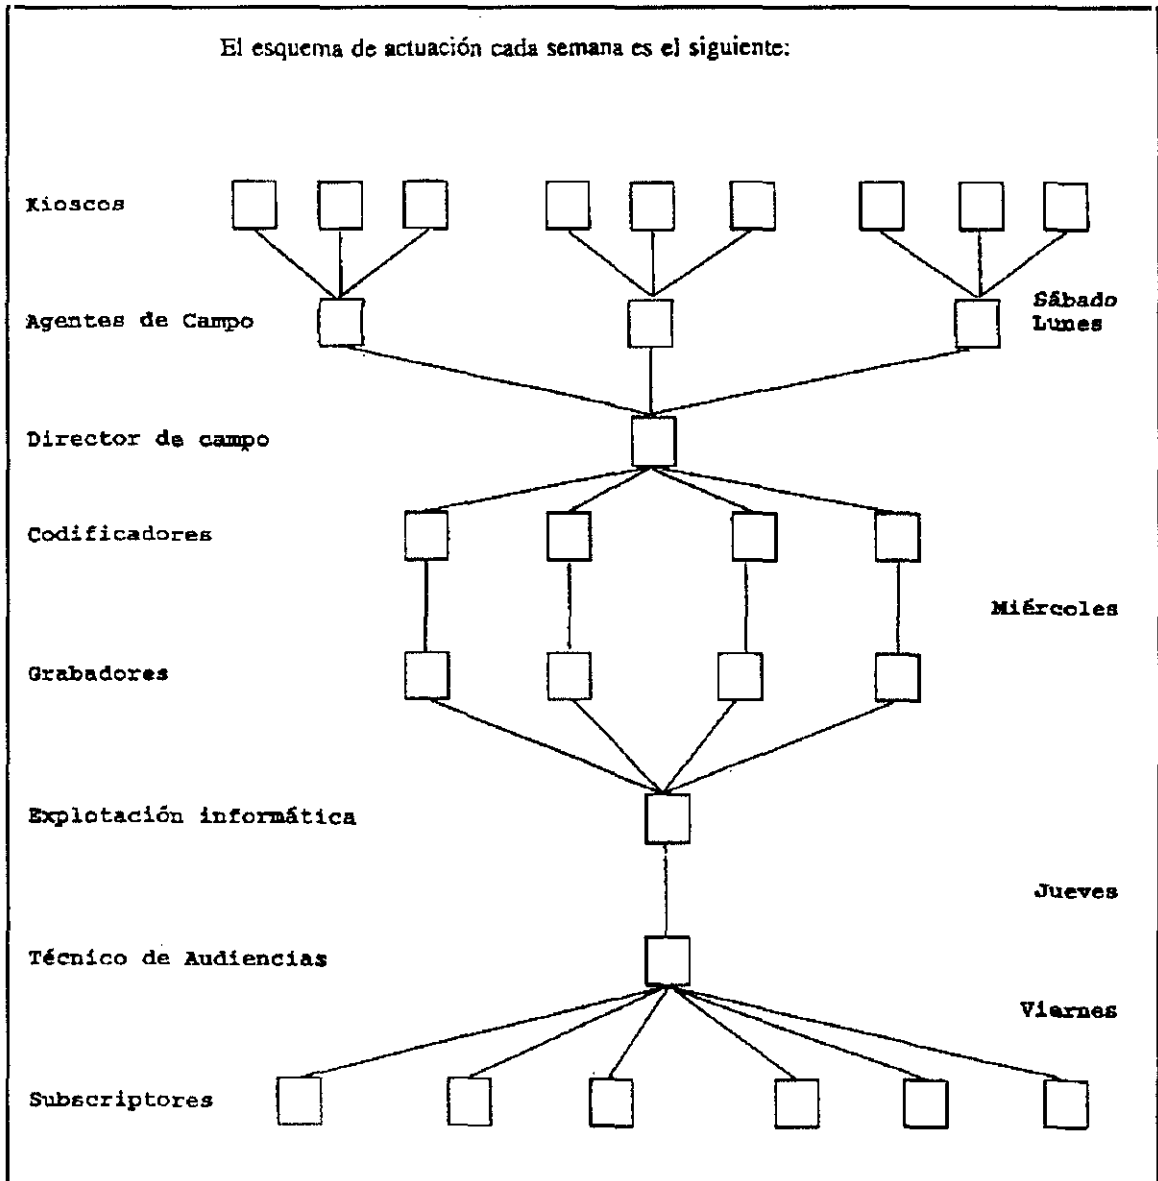 El esquema de actuación cada semana es el siguiente:
Kioscos
Agentes de Campo
Sábado
Lunes
Director de campo
Codificadores
Miércoles
Grabadores
Explotación informática
Jueves
Técnico de Audiencias
Viernes
Subscriptores